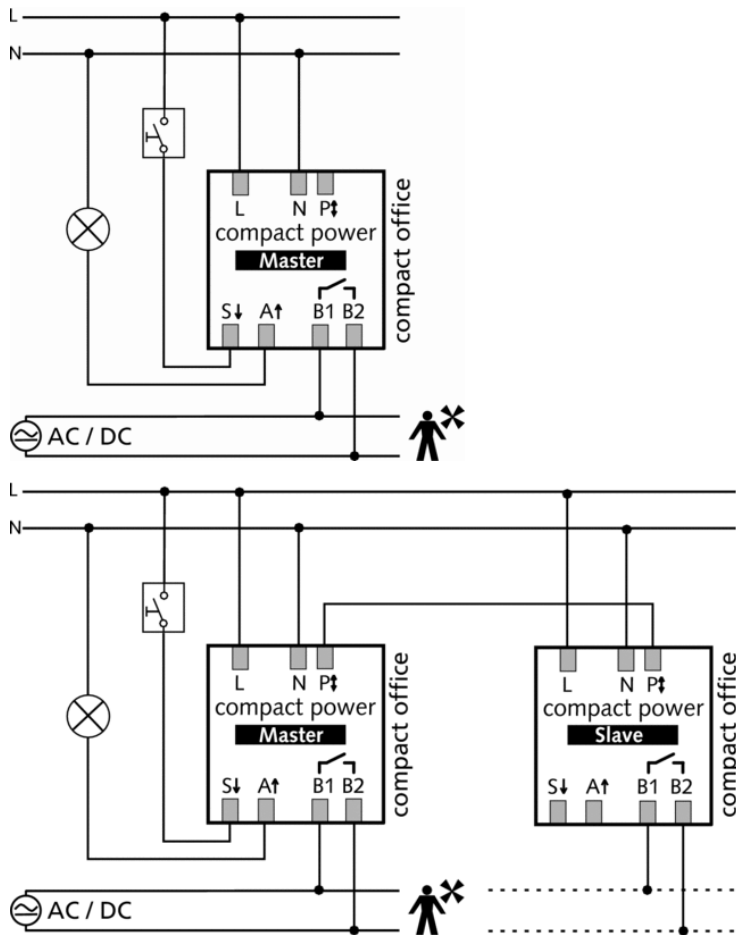 L
N
L N P↕
compact power
Master
S↓ A↑ B1 B2
compact office
AC / DC
L
N
L N P↕
compact power
Master
S↓ A↑ B1 B2
compact office
L N P↕
compact power
Slave
S↓ A↑ B1 B2
compact office
AC / DC